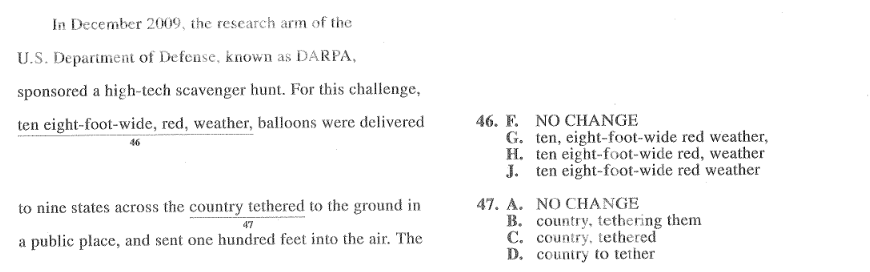 In December 2009, the research arm of the
U.S. Department of Defense, known as DARPA,
sponsored a high-tech scavenger hunt. For this challenge,
ten eight-foot-wide, red, weather, balloons were delivered
46
to nine states across the country tethered to the ground in
47
a public place, and sent one hundred feet into the air. The
46. F. NO CHANGE
G. ten, eight-foot-wide red weather,
H. ten eight-foot-wide red, weather
J. ten eight-foot-wide red weather
47. A. NO CHANGE
B. country, tethering them
C. country, tethered
D. country to tether